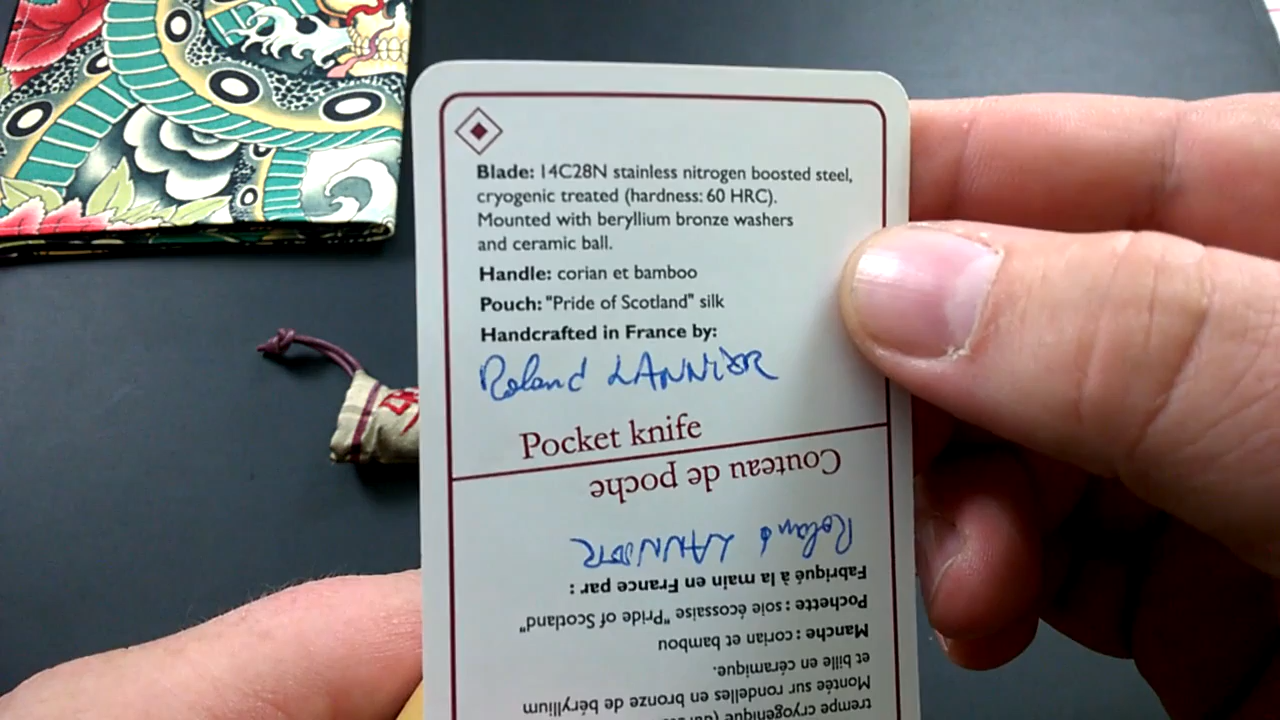 Blade: 14C28N stainless nitrogen boosted steel,
cryogenic treated (hardness: 60 HRC).
Mounted with beryllium bronze washers
and ceramic ball.
Handle: corian et bamboo
Pouch: "Pride of Scotland" silk
Handcrafted in France by:
Roland LANNIER
Pocket knife
Couteau de poche
Roland LANNIER
Fabriqué à la main en France par :
Pochette : soie écossaise "Pride of Scotland"
Manche : corian et bambou
et bille en céramique.
Montée sur rondelles en bronze de béryllium
trempe cryogénique